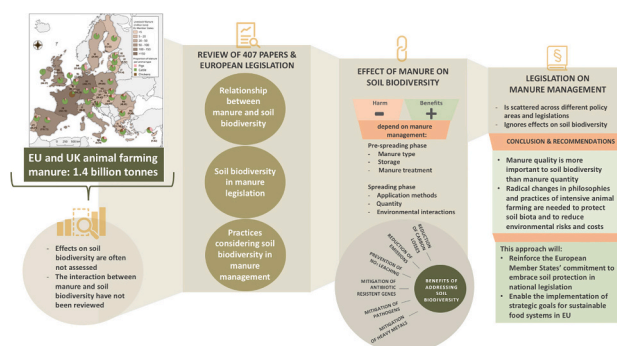 EU and UK animal farming
manure: 1.4 billion tonnes
- Effects on soil
biodiversity are often
not assessed
- The interaction between
manure and soil
biodiversity have not
been reviewed
REVIEW OF 407 PAPERS &
EUROPEAN LEGISLATION
Relationship
between
manure and soil
biodiversity
Soil biodiversity
in manure
legislation
Practices
considering soil
biodiversity in
manure
management
EFFECT OF MANURE ON
SOIL BIODIVERSITY
Harm
Benefits
depend on manure
management:
Pre-spreading phase
- Manure type
- Storage
- Manure treatment
Spreading phase
- Application methods
- Quantity
- Environmental interactions
REDUCTION
OF CARBON
LOSSES
REDUCTION OF
EMISSIONS
PREVENTION OF
MITIGATION OF
ANTIBIOTIC
RESISTENT GENES
MITIGATION OF
PATHOGENS
MITIGATION
OF HEAVY METALS
BENEFITS OF
ADDRESSING
SOIL
BIODIVERSITY
§
LEGISLATION ON
MANURE MANAGEMENT
- Is scattered across different policy
areas and legislations
- Ignores effects on soil biodiversity
CONCLUSION & RECOMMENDATIONS
• Manure quality is more
important to soil biodiversity
than manure quantity
• Radical changes in philosophies
and practices of intensive animal
farming are needed to protect
soil biota and to reduce
environmental risks and costs
This approach will:
• Reinforce the European
Member States' commitment to
embrace soil protection in
national legislation
• Enable the implementation of
strategic goals for sustainable
food systems in EU